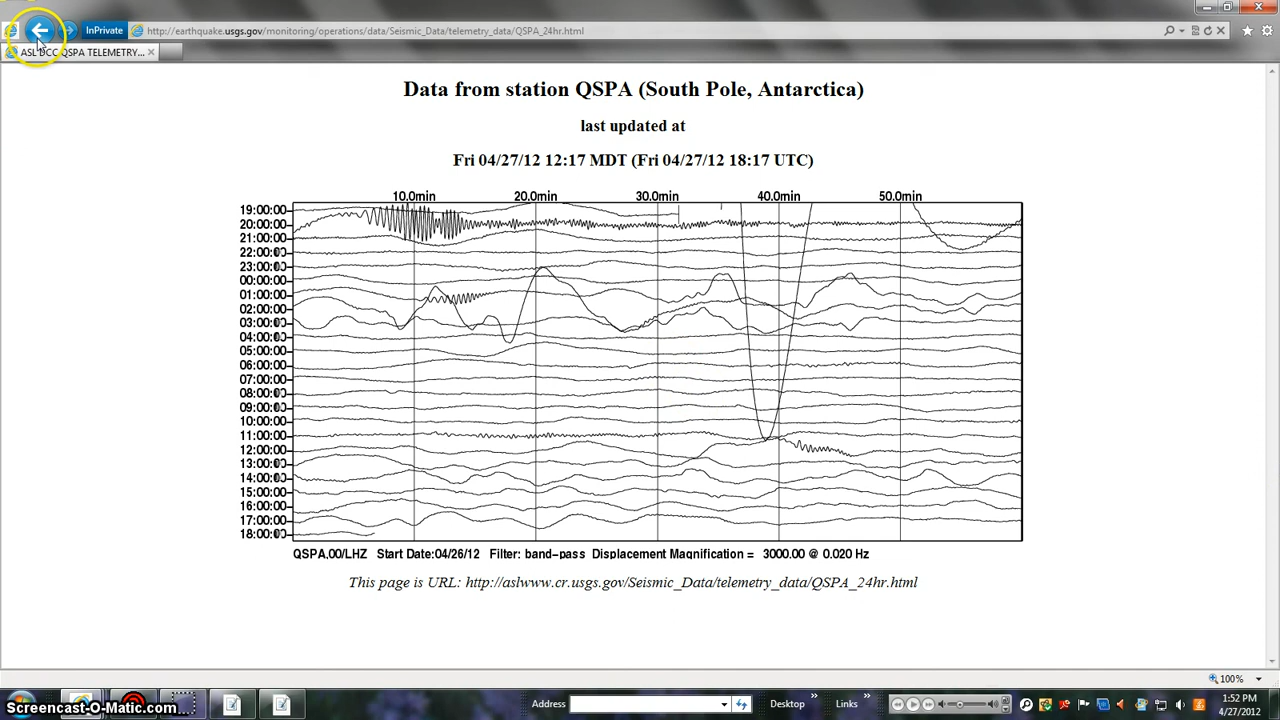 InPrivate
http://earthquake.usgs.gov/monitoring/operations/data/Seismic_Data/telemetry_data/QSPA_24hr.html
ASL DCC QSPA TELEMETRY...
Data from station QSPA (South Pole, Antarctica)
last updated at
Fri 04/27/12 12:17 MDT (Fri 04/27/12 18:17 UTC)
10.0min 20.0min 30.0min 40.0min 50.0min
19:00:00
20:00:00
21:00:00
22:00:00
23:00:00
00:00:00
01:00:00
02:00:00
03:00:00
04:00:00
05:00:00
06:00:00
07:00:00
08:00:00
09:00:00
10:00:00
11:00:00
12:00:00
13:00:00
14:00:00
15:00:00
16:00:00
17:00:00
18:00:00
QSPA.00/LHZ Start Date:04/26/12 Filter: band-pass Displacement Magnification = 3000.00 @ 0.020 Hz
This page is URL: http://aslwww.cr.usgs.gov/Seismic_Data/telemetry_data/QSPA_24hr.html
100%
Address
Desktop
Links
1:52 PM
4/27/2012
Screencast-O-Matic.com